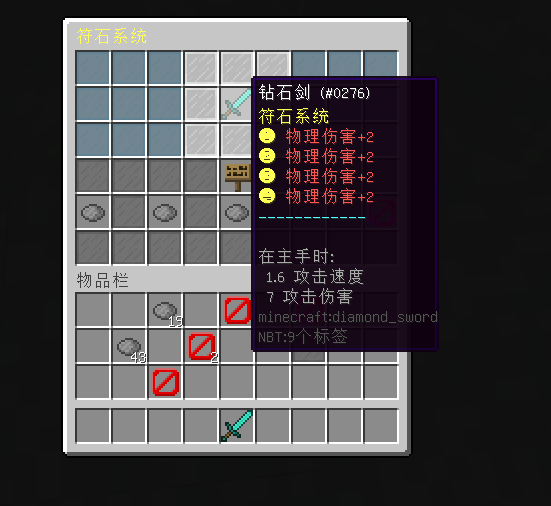 符石系统
钻石剑 (#0276)
符石系统
物理伤害+2
物理伤害+2
物理伤害+2
物理伤害+2
------------
在主手时:
1.6 攻击速度
7 攻击伤害
minecraft:diamond_sword
NBT:9个标签
物品栏
15
43
2